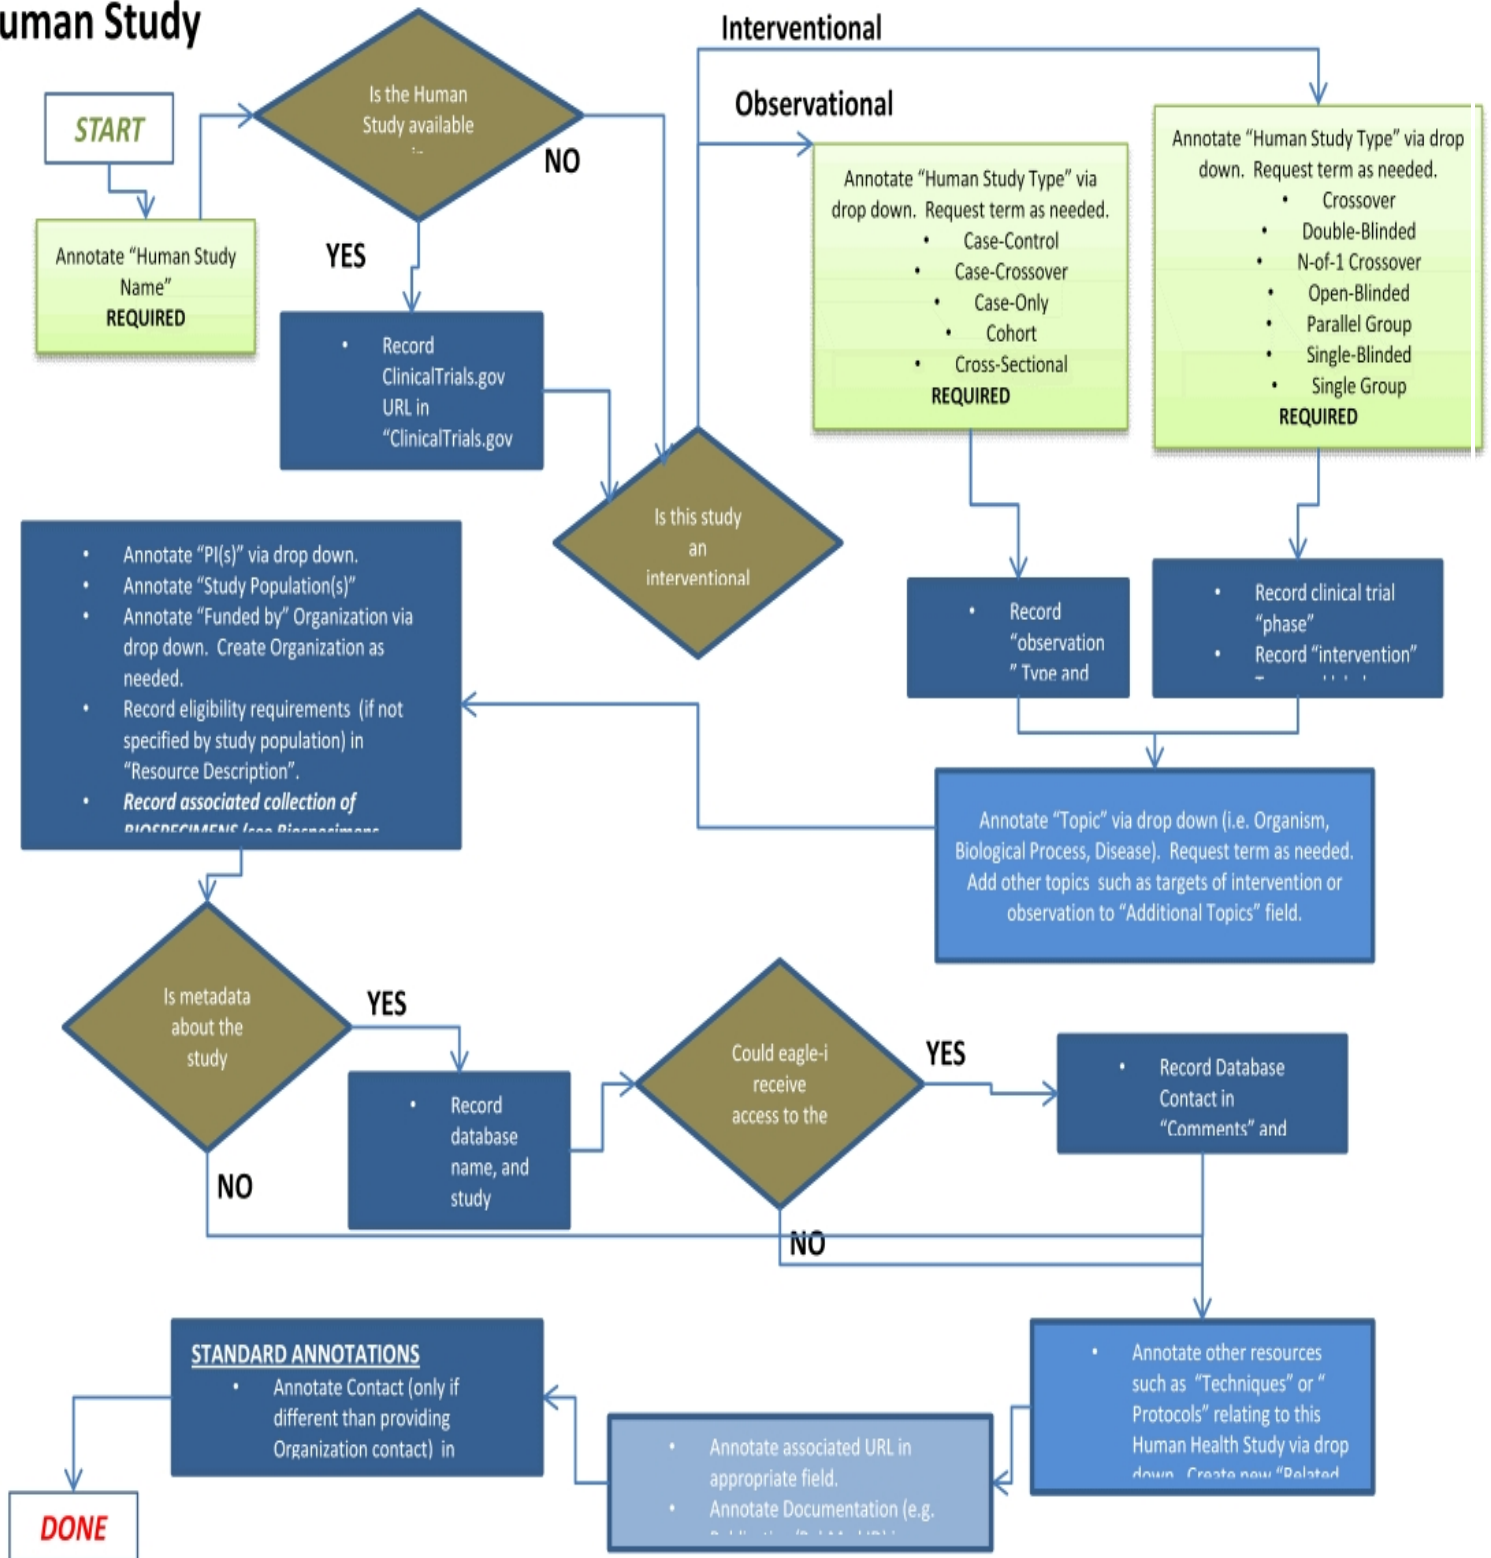 uman Study
START
Annotate “Human Study
Name”
REQUIRED
Is the Human
Study available
NO
YES
• Record
ClinicalTrials.gov
URL in
“ClinicalTrials.gov
Is this study
an
interventional
Interventional
Observational
Annotate “Human Study Type” via
drop down. Request term as needed.
• Case-Control
• Case-Crossover
• Case-Only
• Cohort
• Cross-Sectional
REQUIRED
Annotate “Human Study Type” via drop
down. Request term as needed.
• Crossover
• Double-Blinded
• N-of-1 Crossover
• Open-Blinded
• Parallel Group
• Single-Blinded
• Single Group
REQUIRED
• Record
“observation
” Type and
• Record clinical trial
“phase”
• Record “intervention”
Annotate “Topic” via drop down (i.e. Organism,
Biological Process, Disease). Request term as needed.
Add other topics such as targets of intervention or
observation to “Additional Topics” field.
• Annotate “PI(s)” via drop down.
• Annotate “Study Population(s)”
• Annotate “Funded by” Organization via
drop down. Create Organization as
needed.
• Record eligibility requirements (if not
specified by study population) in
“Resource Description”.
• Record associated collection of
BIOSPECIMENS (see Biospecimens
Is metadata
about the
study
YES
NO
• Record
database
name, and
study
Could eagle-i
receive
access to the
YES
NO
• Record Database
Contact in
“Comments” and
• Annotate other resources
such as “Techniques” or “
Protocols” relating to this
Human Health Study via drop
down. Create new “Related
• Annotate associated URL in
appropriate field.
• Annotate Documentation (e.g.
STANDARD ANNOTATIONS
• Annotate Contact (only if
different than providing
Organization contact) in
DONE